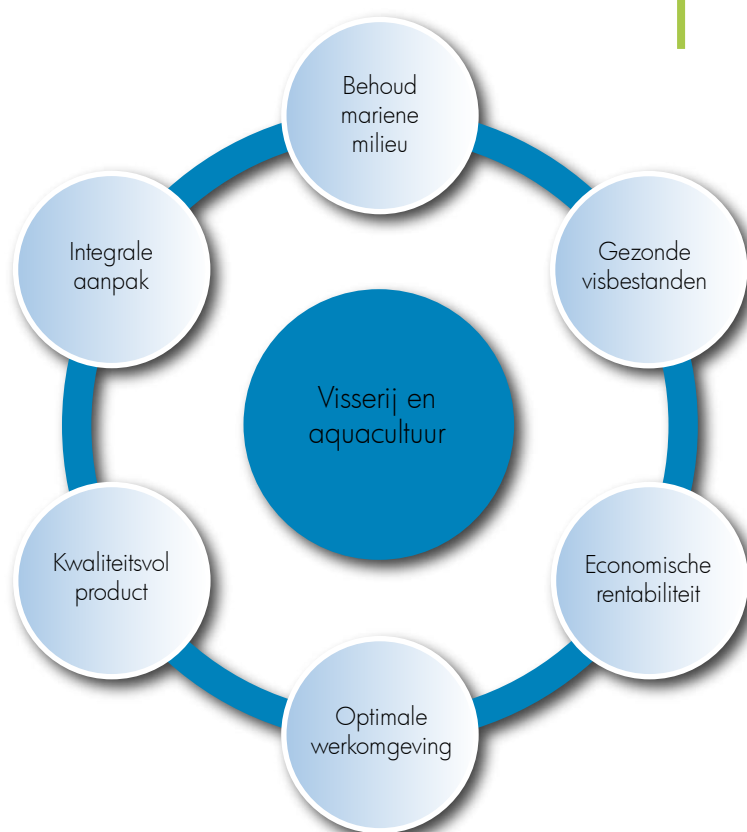 Behoud
mariene
milieu
Integrale
aanpak
Gezonde
visbestanden
Visserij en
aquacultuur
Kwaliteitsvol
product
Economische
rentabiliteit
Optimale
werkomgeving